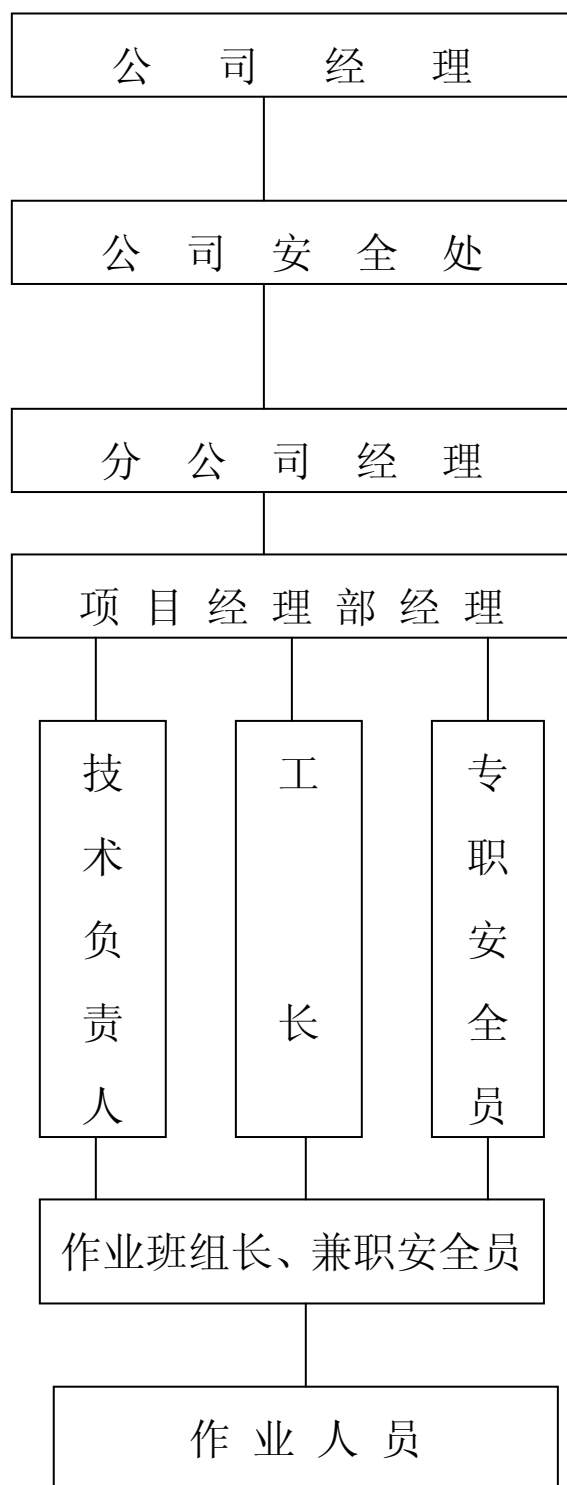 公司经理
公司安全处
分公司经理
项目经理部经理
技术负责人
工长
专职安全员
作业班组长、兼职安全员
作业人员